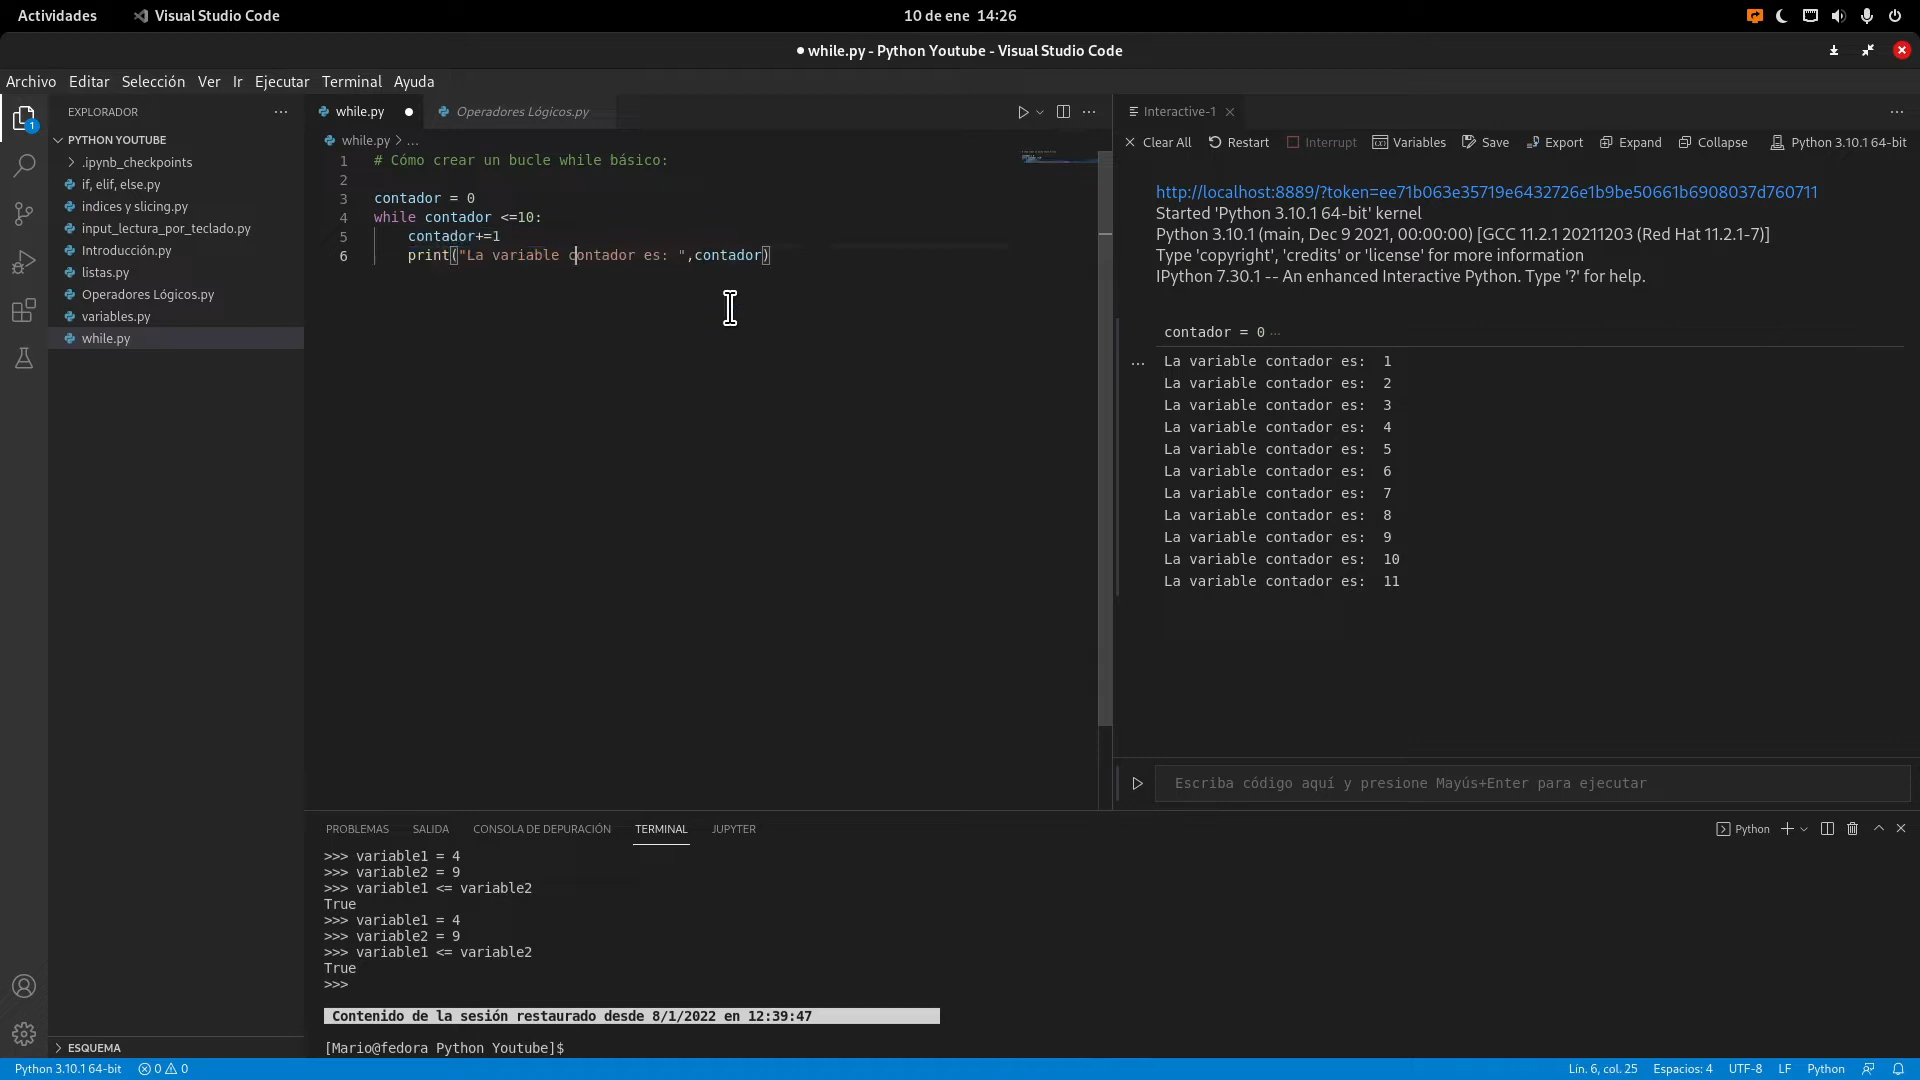 Actividades
Visual Studio Code
10 de ene 14:26
● while.py - Python Youtube - Visual Studio Code
Archivo Editar Selección Ver Ir Ejecutar Terminal Ayuda
EXPLORADOR
PYTHON YOUTUBE
.ipynb_checkpoints
if, elif, else.py
indices y slicing.py
input_lectura_por_teclado.py
Introducción.py
listas.py
Operadores Lógicos.py
variables.py
while.py
ESQUEMA
1
while.py
Operadores Lógicos.py
while.py > ...
1 # Cómo crear un bucle while básico:
2
3 contador = 0
4 while contador <=10:
5 contador+=1
6 print("La variable contador es: ",contador)
Interactive-1
Clear All Restart Interrupt Variables Save Export Expand Collapse Python 3.10.1 64-bit
http://localhost:8889/?token=ee71b063e35719e6432726e1b9be50661b6908037d760711
Started 'Python 3.10.1 64-bit' kernel
Python 3.10.1 (main, Dec 9 2021, 00:00:00) [GCC 11.2.1 20211203 (Red Hat 11.2.1-7)]
Type 'copyright', 'credits' or 'license' for more information
IPython 7.30.1 -- An enhanced Interactive Python. Type '?' for help.
contador = 0 ...
La variable contador es: 1
La variable contador es: 2
La variable contador es: 3
La variable contador es: 4
La variable contador es: 5
La variable contador es: 6
La variable contador es: 7
La variable contador es: 8
La variable contador es: 9
La variable contador es: 10
La variable contador es: 11
Escriba código aquí y presione Mayús+Enter para ejecutar
PROBLEMAS SALIDA CONSOLA DE DEPURACIÓN TERMINAL JUPYTER
Python
>>> variable1 = 4
>>> variable2 = 9
>>> variable1 <= variable2
True
>>> variable1 = 4
>>> variable2 = 9
>>> variable1 <= variable2
True
>>>
Contenido de la sesión restaurado desde 8/1/2022 en 12:39:47
[Mario@fedora Python Youtube]$
Python 3.10.1 64-bit 0 0
Lín. 6, col. 25 Espacios: 4 UTF-8 LF Python